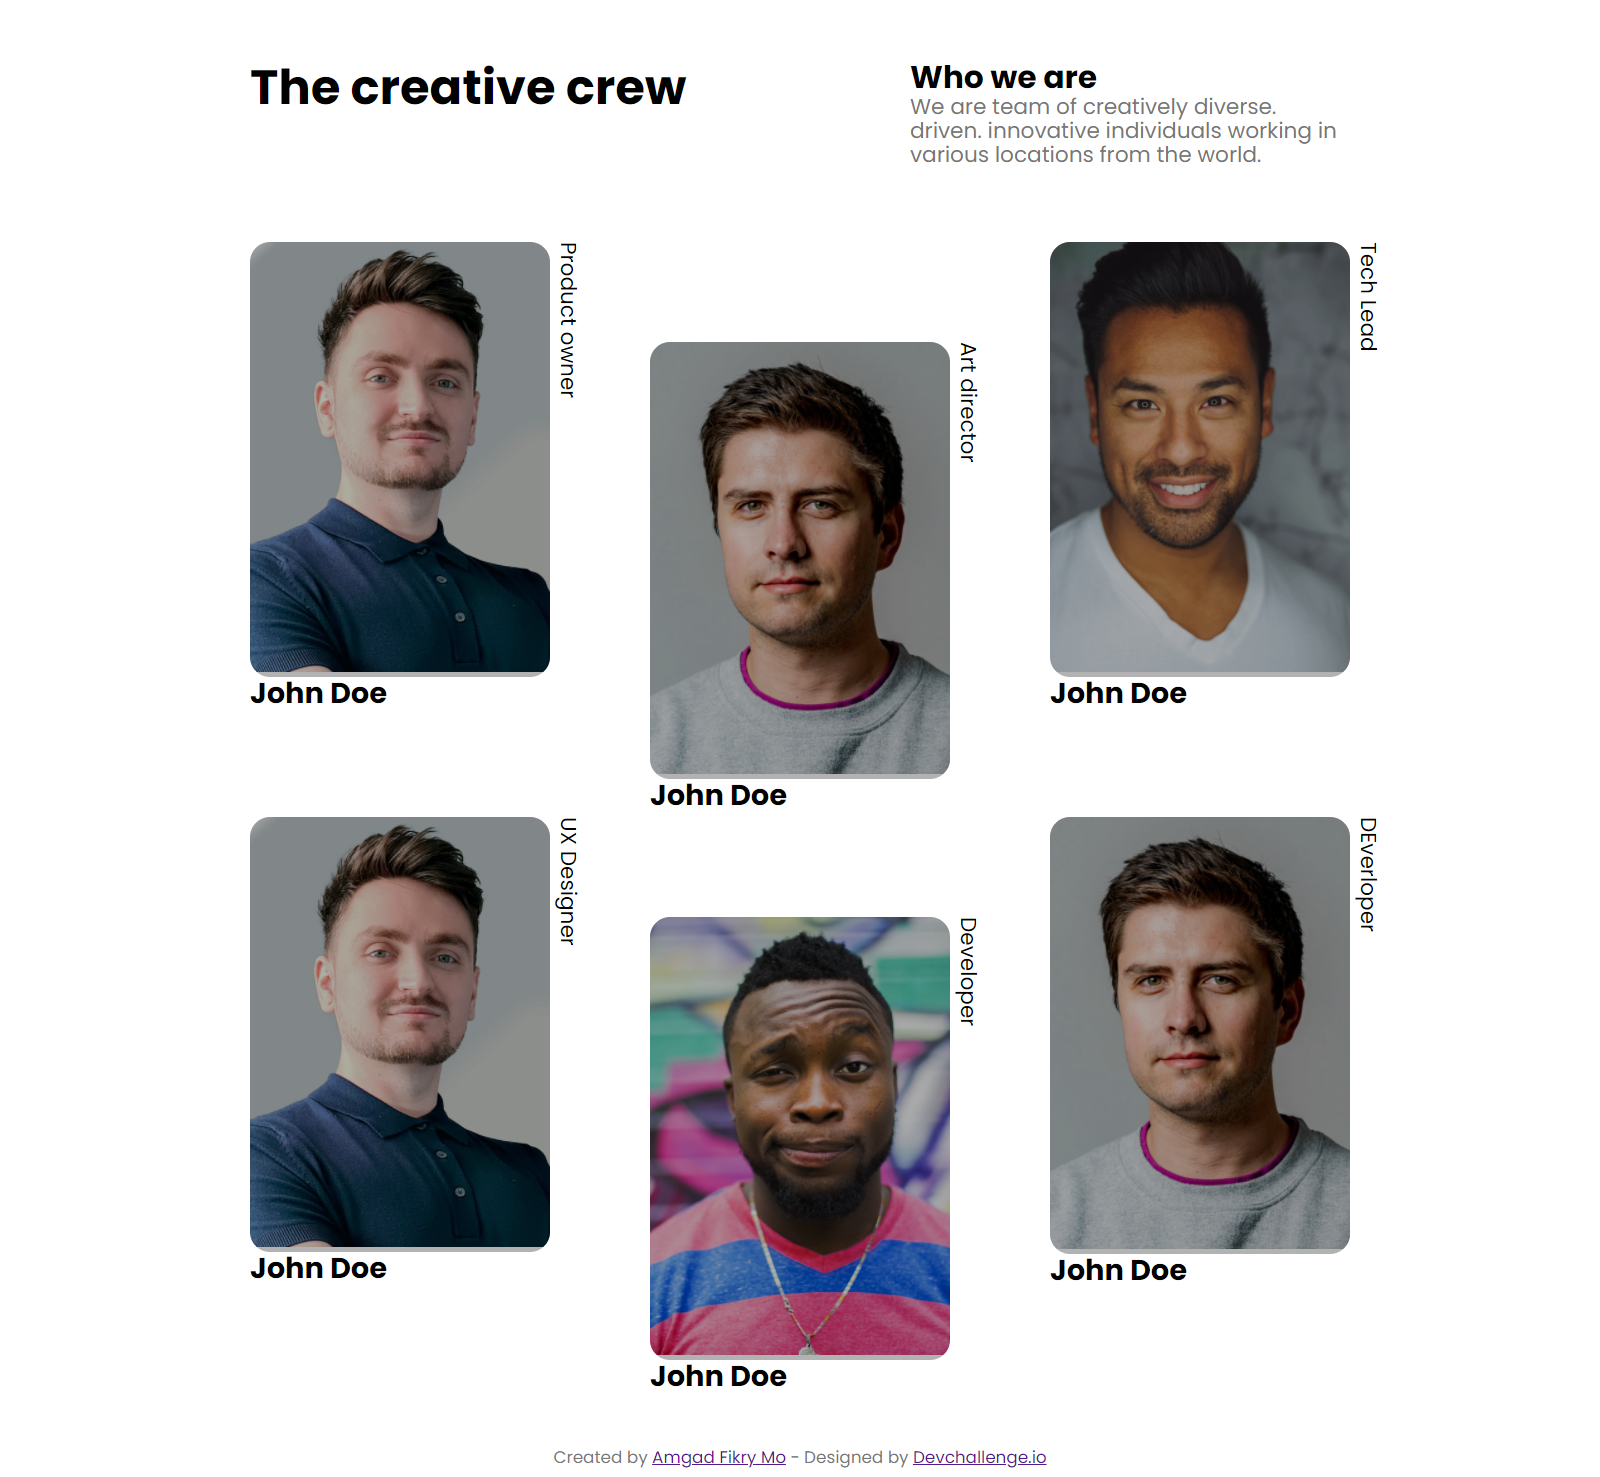 The creative crew
Who we are
We are team of creatively diverse.
driven. innovative individuals working in
various locations from the world.
Product owner
John Doe
Art director
John Doe
Tech Lead
John Doe
UX Designer
John Doe
Developer
John Doe
DEverloper
John Doe
Created by Amgad Fikry Mo - Designed by Devchallenge.io